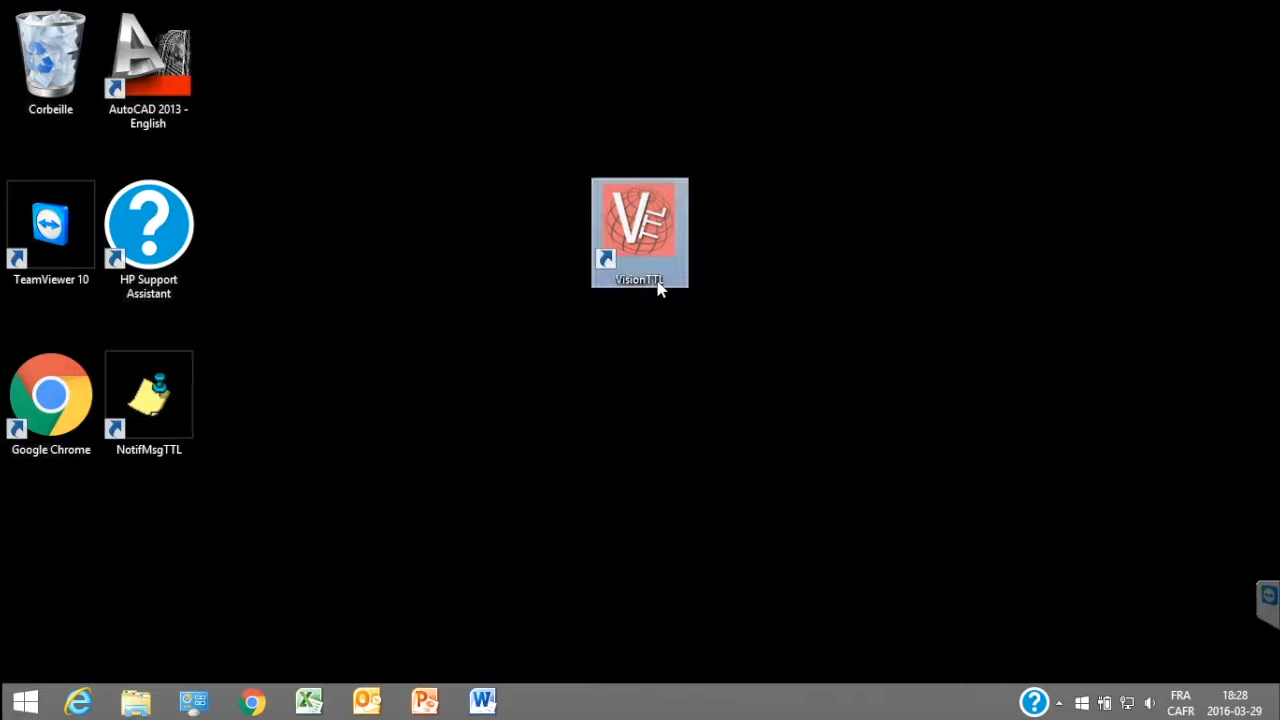 Corbeille
AutoCAD 2013 -
English
V TTL
VisionTTL
TeamViewer 10
HP Support
Assistant
Google Chrome
NotifMsgTTL
FRA
CAFR
18:28
2016-03-29